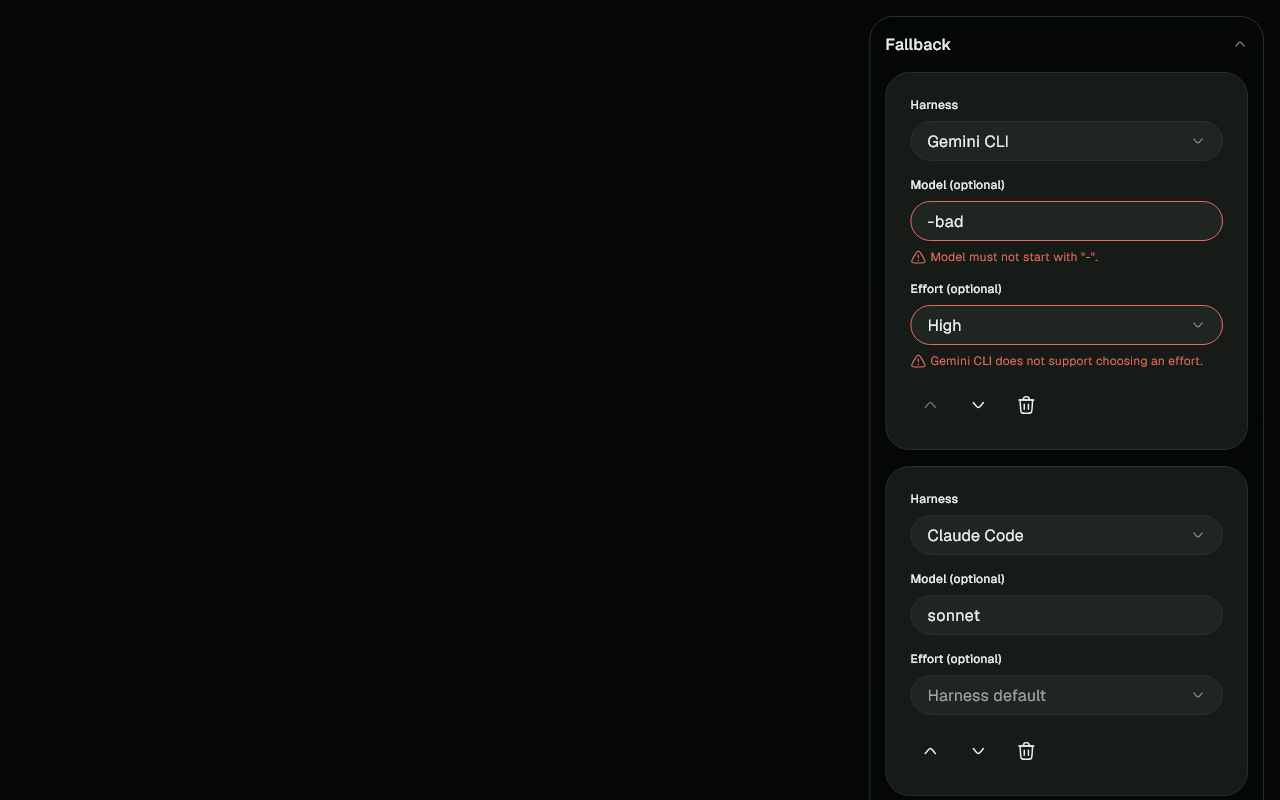 Fallback
Harness
Gemini CLI
Model (optional)
-bad
Model must not start with "-".
Effort (optional)
High
Gemini CLI does not support choosing an effort.
Harness
Claude Code
Model (optional)
sonnet
Effort (optional)
Harness default